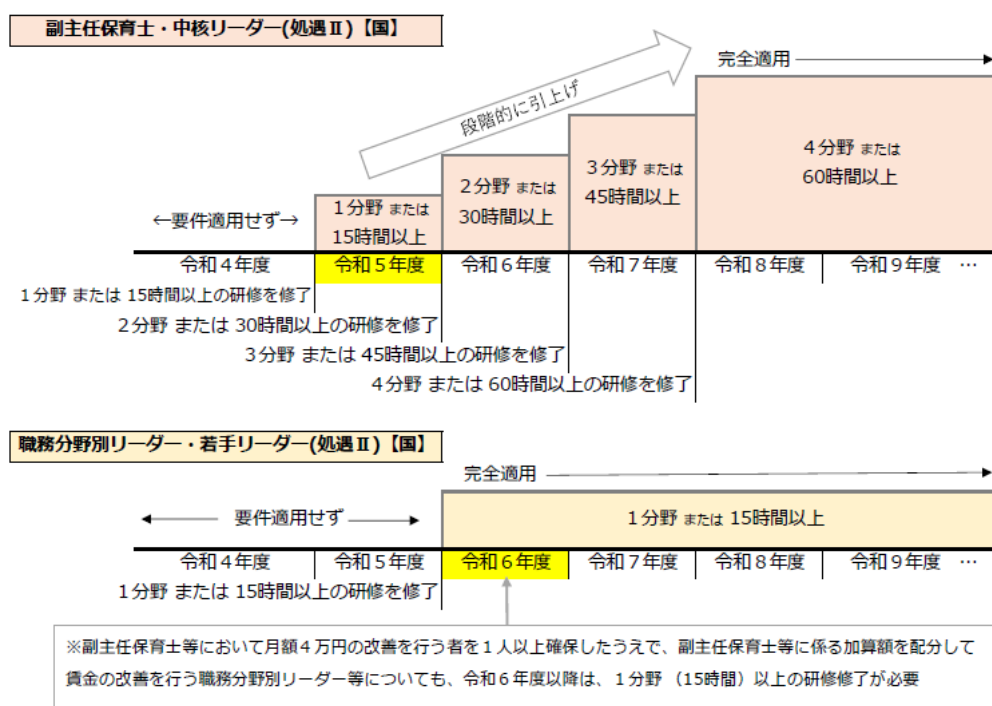 副主任保育士・中核リーダー(処遇Ⅱ)【国】
完全適用
段階的に引上げ
4分野 または
60時間以上
3分野 または
45時間以上
2分野 または
30時間以上
1分野 または
15時間以上
←要件適用せず→
令和4年度 令和5年度 令和6年度 令和7年度 令和8年度 令和9年度 …
1分野 または 15時間以上の研修を修了
2分野 または 30時間以上の研修を修了
3分野 または 45時間以上の研修を修了
4分野 または 60時間以上の研修を修了
職務分野別リーダー・若手リーダー(処遇Ⅱ)【国】
完全適用
要件適用せず
1分野 または 15時間以上
令和4年度 令和5年度 令和6年度 令和7年度 令和8年度 令和9年度 …
1分野 または 15時間以上の研修を修了
※副主任保育士等において月額4万円の改善を行う者を1人以上確保したうえで、副主任保育士等に係る加算額を配分して
賃金の改善を行う職務分野別リーダー等についても、令和6年度以降は、1分野 (15時間) 以上の研修修了が必要